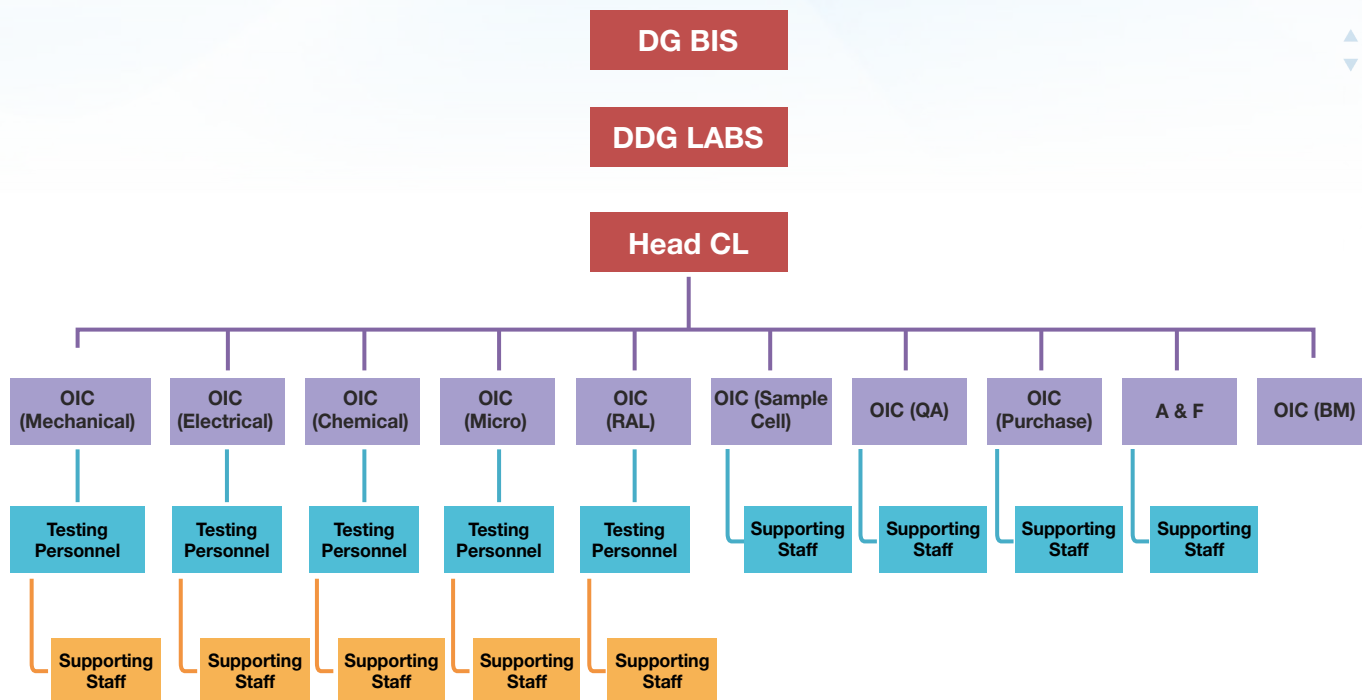 DG BIS
DDG LABS
Head CL
OIC
(Mechanical)
OIC
(Electrical)
OIC
(Chemical)
OIC
(Micro)
OIC
(RAL)
OIC (Sample
Cell)
OIC (QA)
OIC
(Purchase)
A & F
OIC (BM)
Testing
Personnel
Testing
Personnel
Testing
Personnel
Testing
Personnel
Testing
Personnel
Supporting
Staff
Supporting
Staff
Supporting
Staff
Supporting
Staff
Supporting
Staff
Supporting
Staff
Supporting
Staff
Supporting
Staff
Supporting
Staff